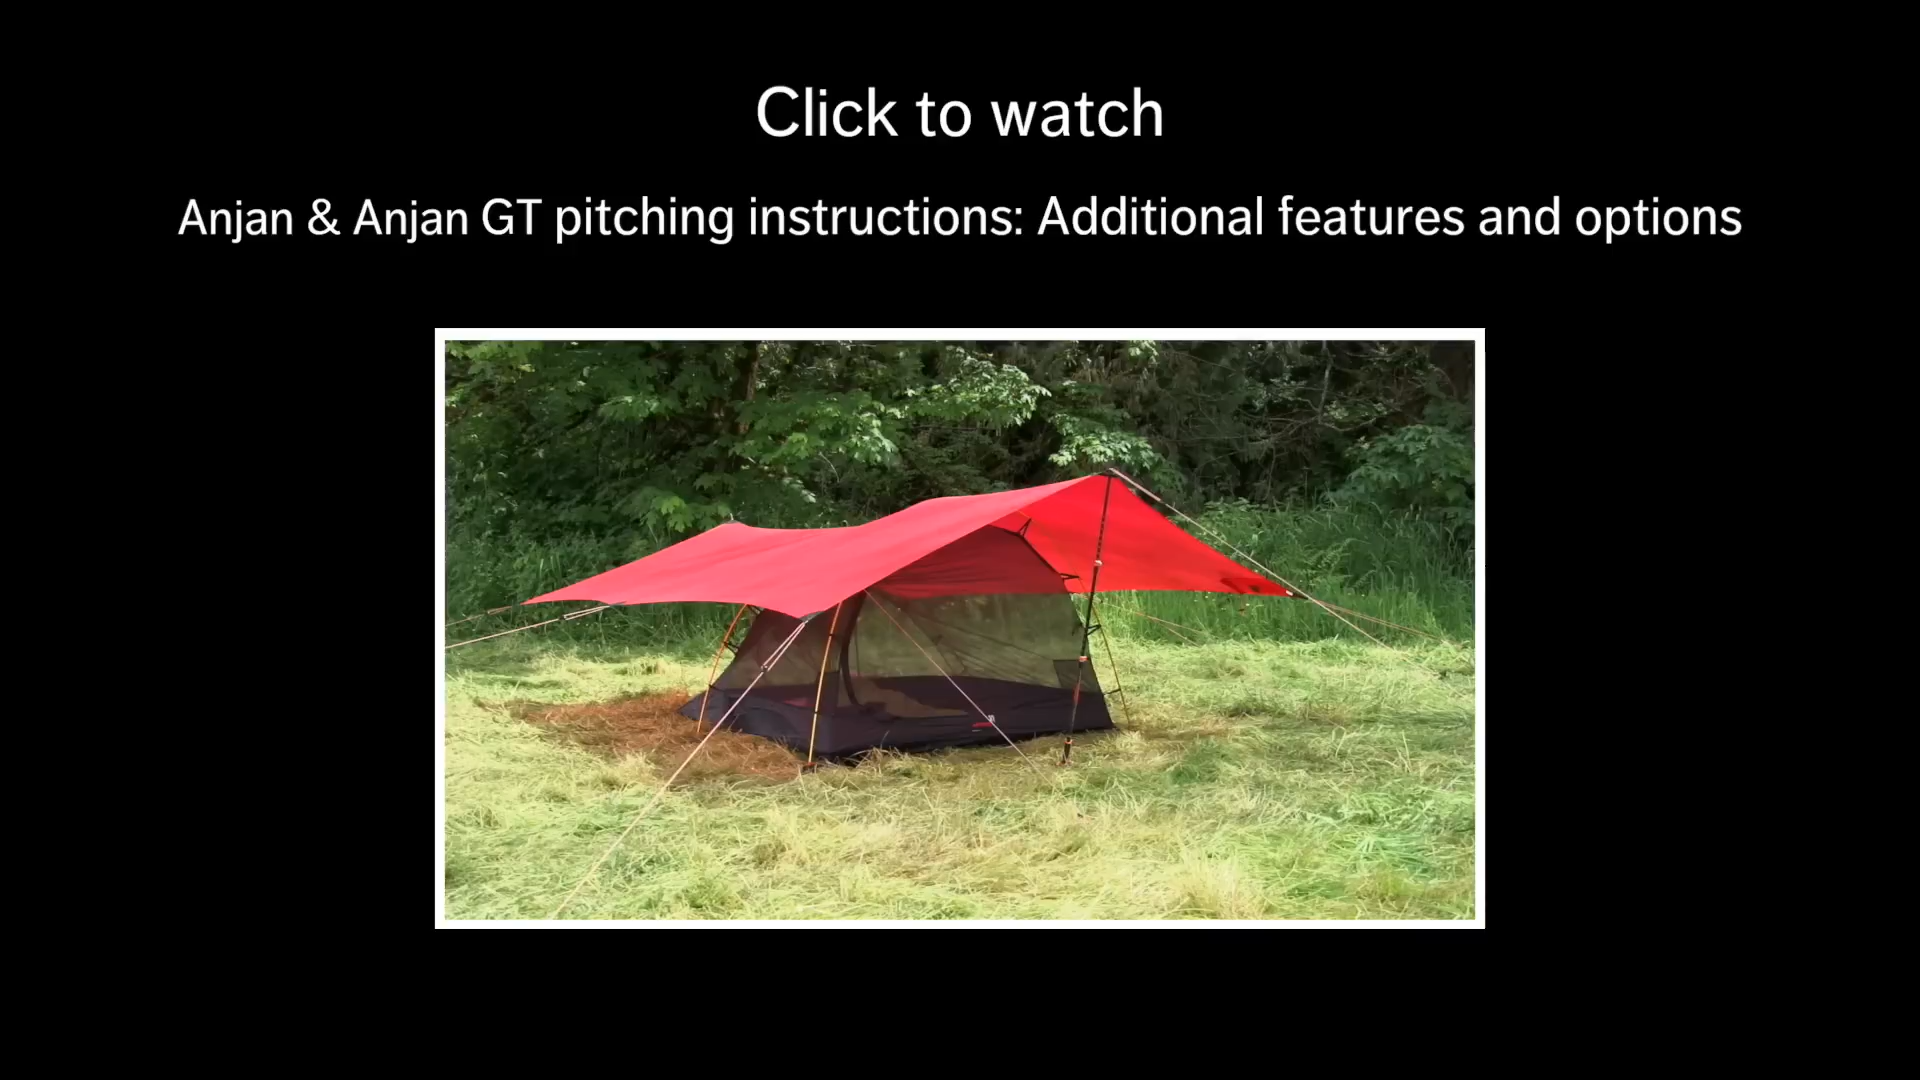 Click to watch
Anjan & Anjan GT pitching instructions: Additional features and options